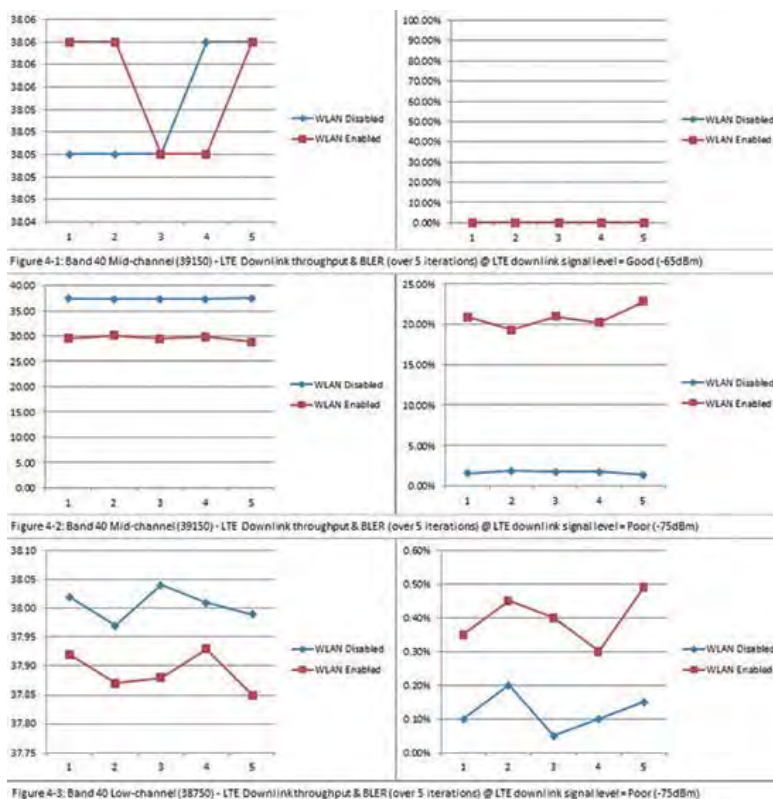 38.06
38.06
38.06
38.06
38.05
38.05
38.05
38.05
38.05
38.04
1 2 3 4 5
WLAN Disabled
WLAN Enabled
100.00%
90.00%
80.00%
70.00%
60.00%
50.00%
40.00%
30.00%
20.00%
10.00%
0.00%
1 2 3 4 5
WLAN Disabled
WLAN Enabled
Figure 4-1: Band 40 Mid-channel (39150) - LTE Downlink throughput & BLER (over 5 iterations) @ LTE downlink signal level = Good (-65dBm)
40.00
35.00
30.00
25.00
20.00
15.00
10.00
5.00
0.00
1 2 3 4 5
WLAN Disabled
WLAN Enabled
25.00%
20.00%
15.00%
10.00%
5.00%
0.00%
1 2 3 4 5
WLAN Disabled
WLAN Enabled
Figure 4-2: Band 40 Mid-channel (39150) - LTE Downlink throughput & BLER (over 5 iterations) @ LTE downlink signal level = Poor (-75dBm)
38.10
38.05
38.00
37.95
37.90
37.85
37.80
37.75
1 2 3 4 5
WLAN Disabled
WLAN Enabled
0.60%
0.50%
0.40%
0.30%
0.20%
0.10%
0.00%
1 2 3 4 5
WLAN Disabled
WLAN Enabled
Figure 4-3: Band 40 Low-channel (38750) - LTE Downlink throughput & BLER (over 5 iterations) @ LTE downlink signal level = Poor (-75dBm)